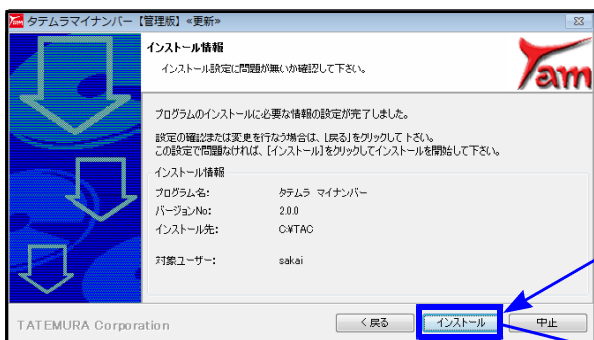 タテムラマイナンバー【管理版】≪更新≫
インストール情報
インストール設定に問題が無いか確認して下さい。
Tam
プログラムのインストールに必要な情報の設定が完了しました。
設定の確認または変更を行なう場合は、[戻る]をクリックして下さい。
この設定で問題なければ、[インストール]をクリックしてインストールを開始して下さい。
インストール情報
プログラム名: タテムラ マイナンバー
バージョンNo: 2.0.0
インストール先: C:¥TAC
対象ユーザー: sakai
TATEMURA Corporation
<戻る インストール 中止